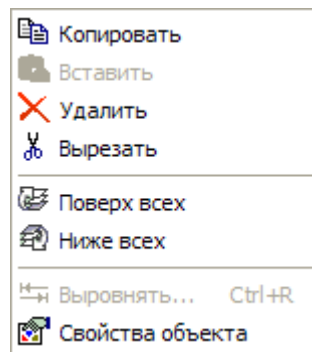 Копировать
Вставить
Удалить
Вырезать
Поверх всех
Ниже всех
Выровнять... Ctrl+R
Свойства объекта